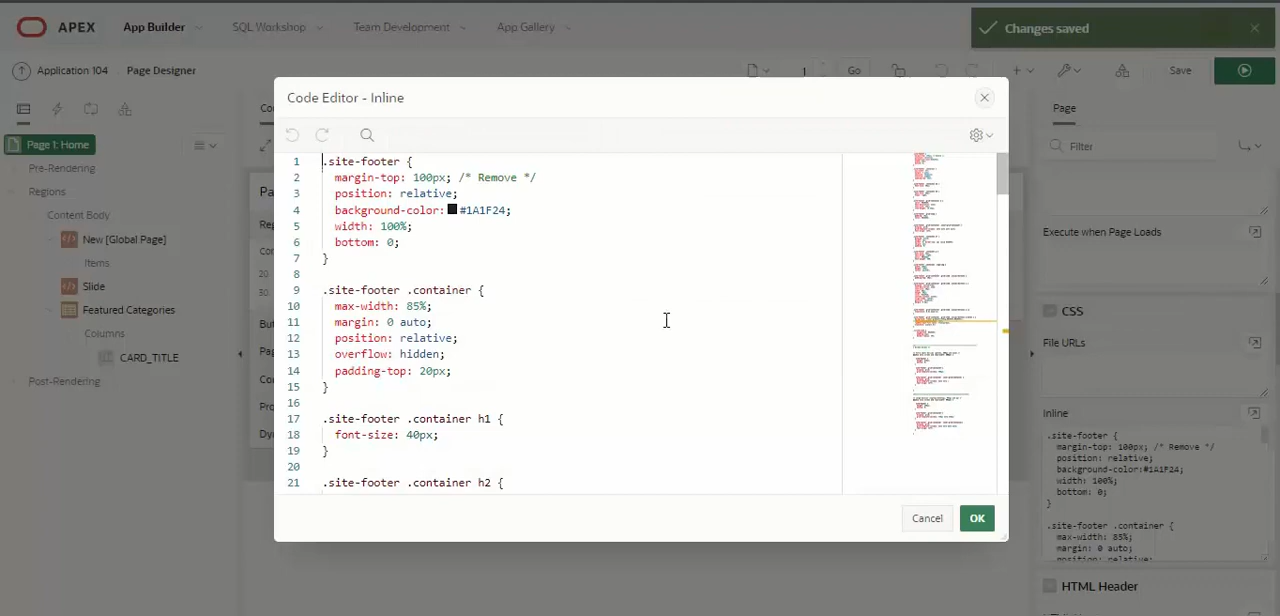 APEX
App Builder
SQL Workshop
Team Development
App Gallery
Changes saved
Application 104
Page Designer
1
Go
Save
Page 1: Home
Pre-Rendering
Regions
Content Body
New [Global Page]
Items
Slide
Featured Categories
Columns
CARD_TITLE
Post-Rendering
Code Editor - Inline
1 .site-footer {
2 margin-top: 100px; /* Remove */
3 position: relative;
4 background-color: #1A1F24;
5 width: 100%;
6 bottom: 0;
7 }
8
9 .site-footer .container {
10 max-width: 85%;
11 margin: 0 auto;
12 position: relative;
13 overflow: hidden;
14 padding-top: 20px;
15 }
16
17 .site-footer .container h1 {
18 font-size: 40px;
19 }
20
21 .site-footer .container h2 {
Cancel
OK
Page
Filter
Execute when Page Loads
CSS
File URLs
Inline
.site-footer {
margin-top: 100px; /* Remove */
position: relative;
background-color:#1A1F24;
width: 100%;
bottom: 0;
}
.site-footer .container {
max-width: 85%;
margin: 0 auto;
position: relative;
HTML Header